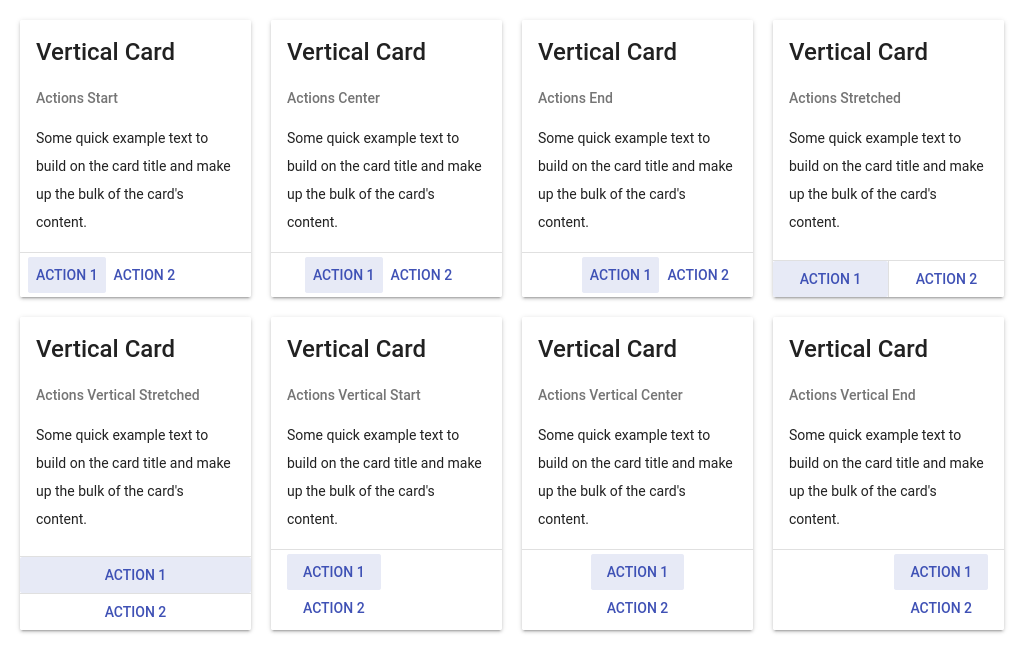 Vertical Card
Actions Start
Some quick example text to
build on the card title and make
up the bulk of the card's
content.
ACTION 1 ACTION 2
Vertical Card
Actions Center
Some quick example text to
build on the card title and make
up the bulk of the card's
content.
ACTION 1 ACTION 2
Vertical Card
Actions End
Some quick example text to
build on the card title and make
up the bulk of the card's
content.
ACTION 1 ACTION 2
Vertical Card
Actions Stretched
Some quick example text to
build on the card title and make
up the bulk of the card's
content.
ACTION 1 ACTION 2
Vertical Card
Actions Vertical Stretched
Some quick example text to
build on the card title and make
up the bulk of the card's
content.
ACTION 1
ACTION 2
Vertical Card
Actions Vertical Start
Some quick example text to
build on the card title and make
up the bulk of the card's
content.
ACTION 1
ACTION 2
Vertical Card
Actions Vertical Center
Some quick example text to
build on the card title and make
up the bulk of the card's
content.
ACTION 1
ACTION 2
Vertical Card
Actions Vertical End
Some quick example text to
build on the card title and make
up the bulk of the card's
content.
ACTION 1
ACTION 2